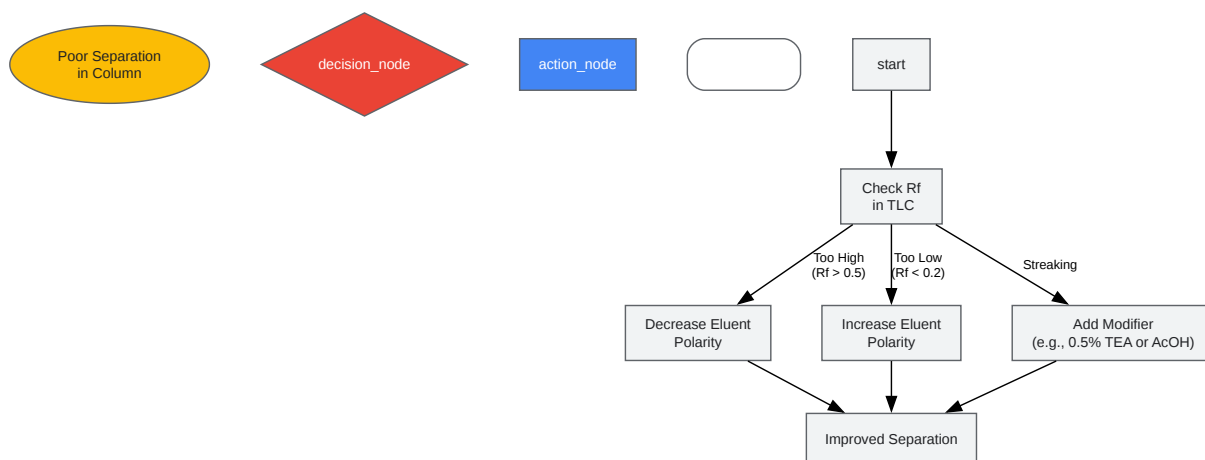 Poor Separation
in Column
decision_node
action_node
start
Check Rf
in TLC
Too High
(Rf > 0.5)
Too Low
(Rf < 0.2)
Streaking
Decrease Eluent
Polarity
Increase Eluent
Polarity
Add Modifier
(e.g., 0.5% TEA or AcOH)
Improved Separation